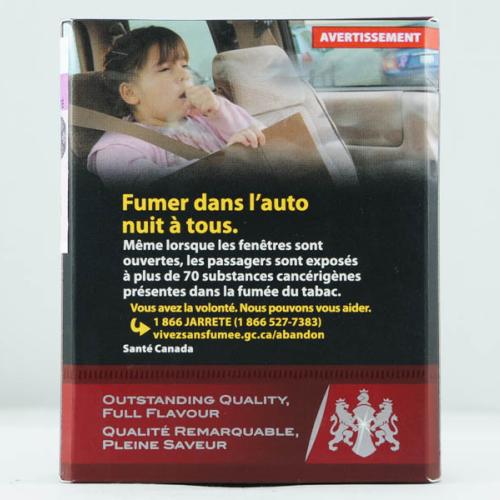 AVERTISSEMENT
Fumer dans l'auto
nuit à tous.
Même lorsque les fenêtres sont
ouvertes, les passagers sont exposés
à plus de 70 substances cancérigènes
présentes dans la fumée du tabac.
Vous avez la volonté. Nous pouvons vous aider.
1 866 JARRETE (1 866 527-7383)
vivezsansfumee.gc.ca/abandon
Santé Canada
OUTSTANDING QUALITY,
FULL FLAVOUR
QUALITÉ REMARQUABLE,
PLEINE SAVEUR